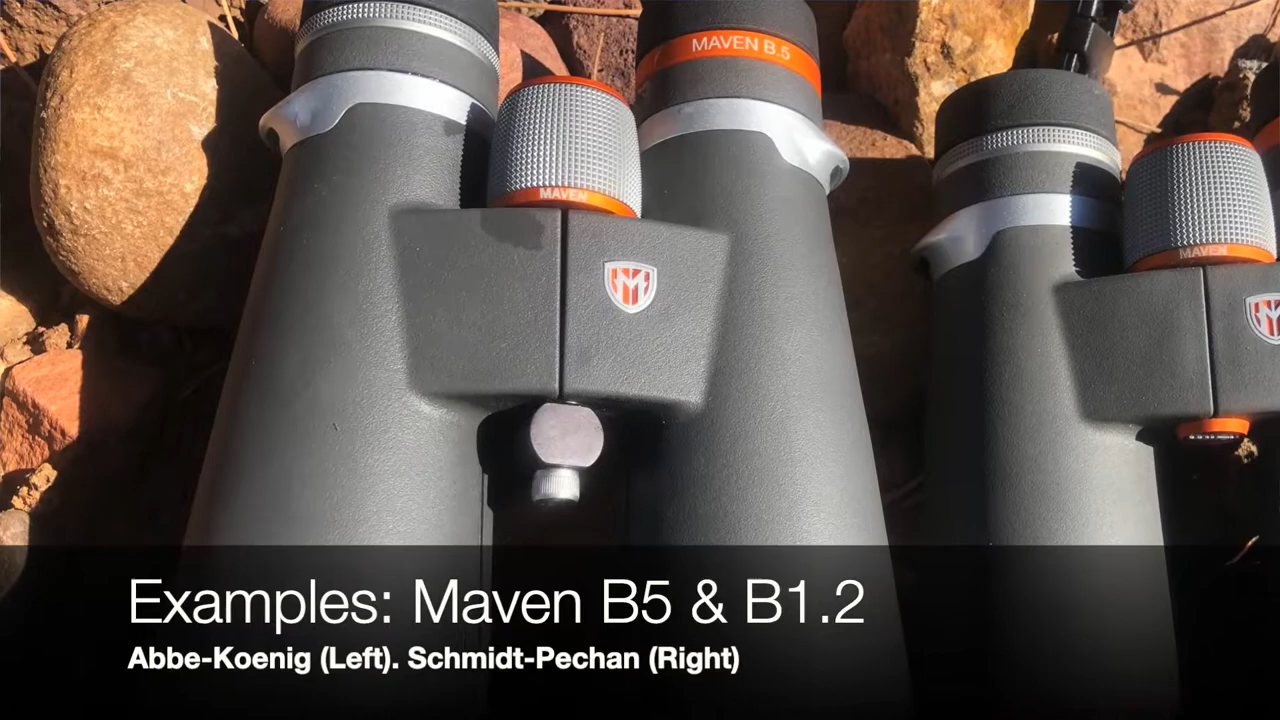 MAVEN B.5
MAVEN
MAVEN
Examples: Maven B5 & B1.2
Abbe-Koenig (Left). Schmidt-Pechan (Right)